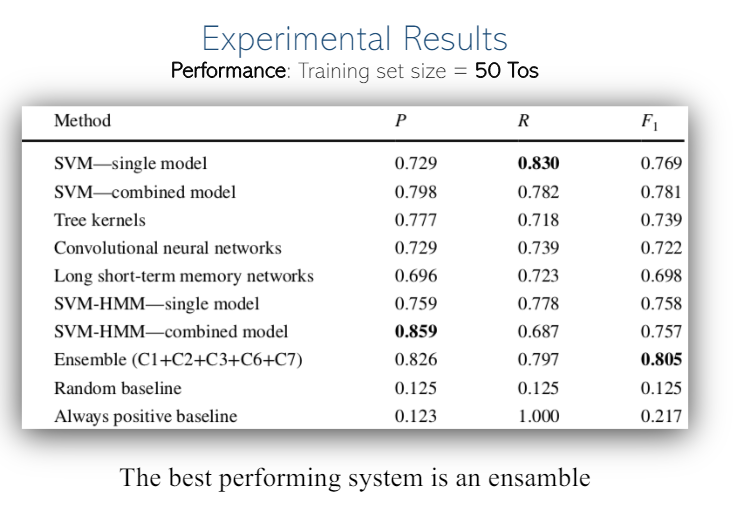 Experimental Results
Performance: Training set size = 50 Tos
Method P R F1
SVM—single model 0.729 0.830 0.769
SVM—combined model 0.798 0.782 0.781
Tree kernels 0.777 0.718 0.739
Convolutional neural networks 0.729 0.739 0.722
Long short-term memory networks 0.696 0.723 0.698
SVM-HMM—single model 0.759 0.778 0.758
SVM-HMM—combined model 0.859 0.687 0.757
Ensemble (C1+C2+C3+C6+C7) 0.826 0.797 0.805
Random baseline 0.125 0.125 0.125
Always positive baseline 0.123 1.000 0.217
The best performing system is an ensamble